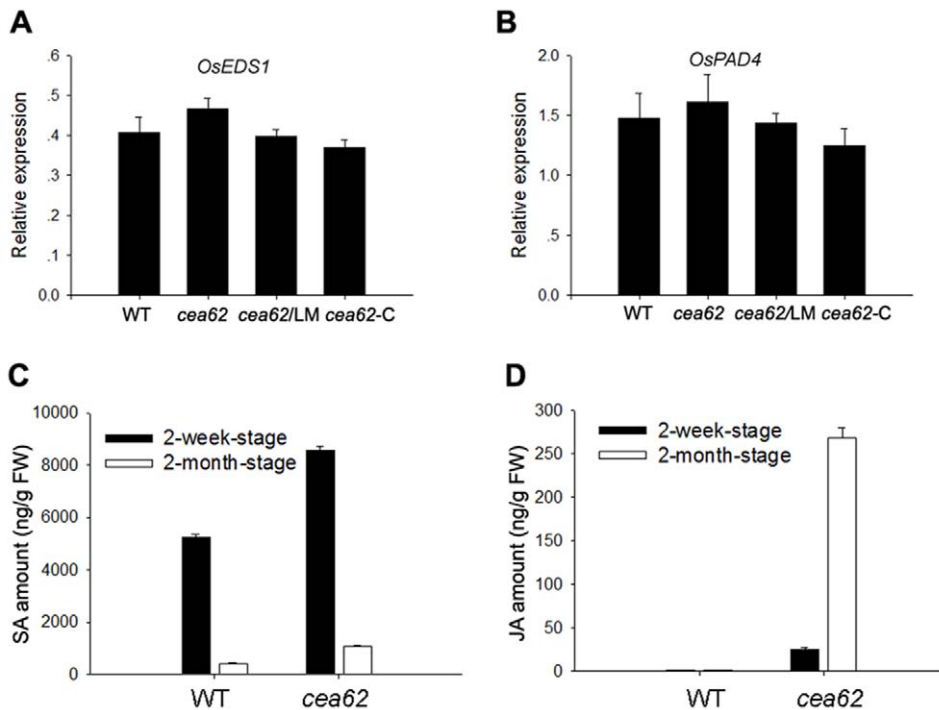 A
OsEDS1
Relative expression
.6
.5
.4
.3
.2
.1
0.0
WT cea62 cea62/LM cea62-C
B
OsPAD4
Relative expression
2.0
1.5
1.0
.5
0.0
WT cea62 cea62/LM cea62-C
C
SA amount (ng/g FW)
10000
8000
6000
4000
2000
0
2-week-stage
2-month-stage
WT cea62
D
JA amount (ng/g FW)
300
250
200
150
100
50
0
2-week-stage
2-month-stage
WT cea62